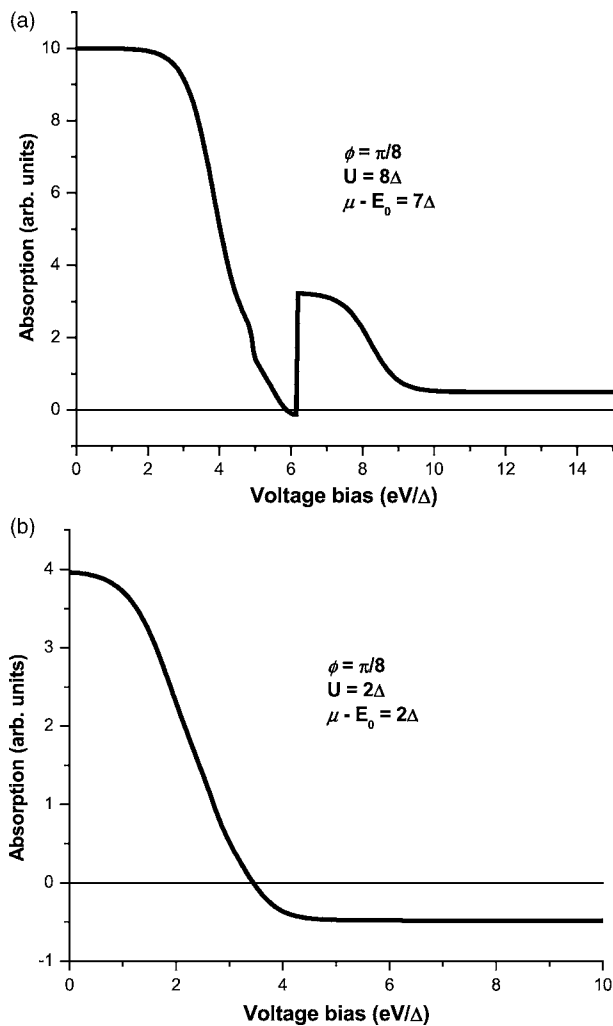 (a)
10
8
6
4
2
0
Absorption (arb. units)
ϕ = π/8
U = 8Δ
μ - E₀ = 7Δ
0 2 4 6 8 10 12 14
Voltage bias (eV/Δ)
(b)
4
3
2
1
0
-1
Absorption (arb. units)
ϕ = π/8
U = 2Δ
μ - E₀ = 2Δ
0 2 4 6 8 10
Voltage bias (eV/Δ)